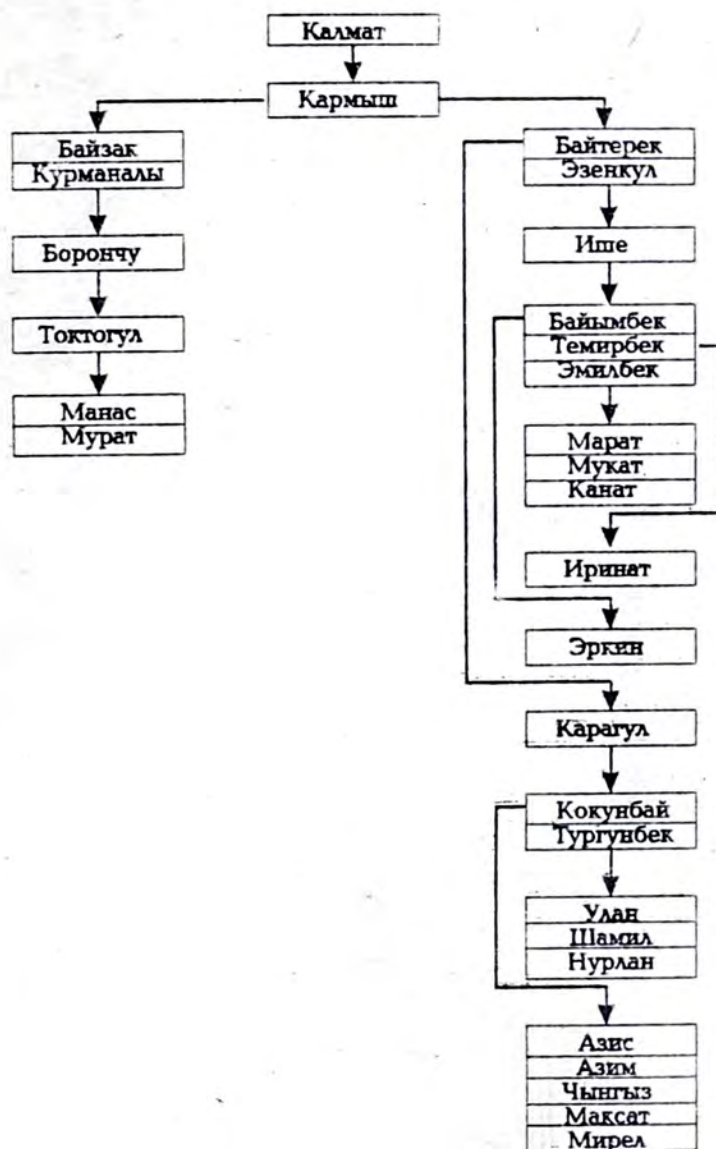 Калмат
Кармыш
Байзак
Курманалы
Борончу
Токтогул
Манас
Мурат
Байтерек
Эзенкул
Ише
Байымбек
Темирбек
Эмилбек
Марат
Мукат
Канат
Иринат
Эркин
Карагул
Кокунбай
Тургунбек
Улан
Шамил
Нурлан
Азис
Азим
Чынгыз
Максат
Мирел